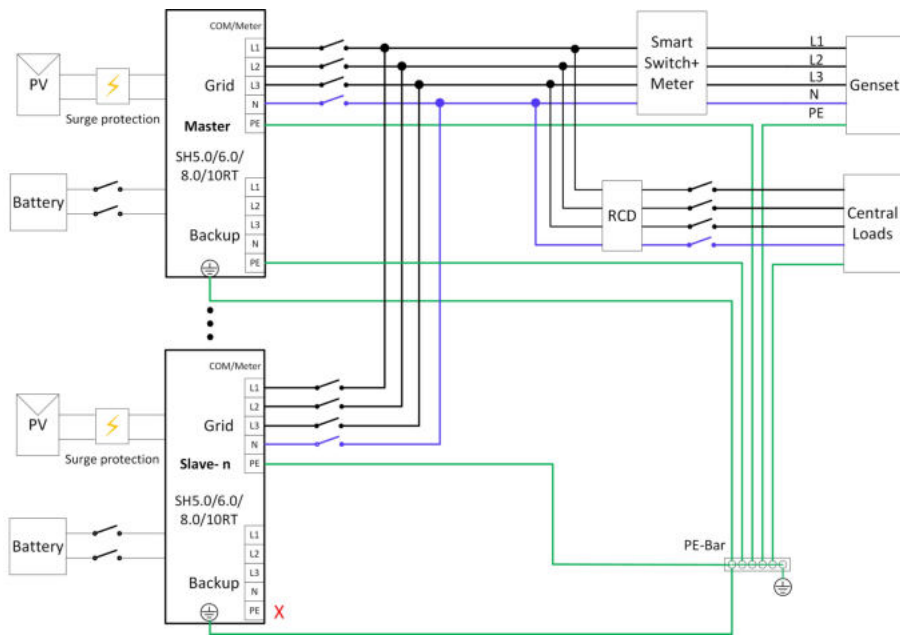 COM/Meter
L1
L2
L3
N
PE
Grid
Master
SH5.0/6.0/
8.0/10RT
L1
L2
L3
N
PE
Backup
PV
Surge protection
Battery
Smart
Switch+
Meter
L1
L2
L3
N
PE
Genset
RCD
Central
Loads
COM/Meter
L1
L2
L3
N
PE
Grid
Slave- n
SH5.0/6.0/
8.0/10RT
L1
L2
L3
N
PE
X
Backup
PV
Surge protection
Battery
PE-Bar